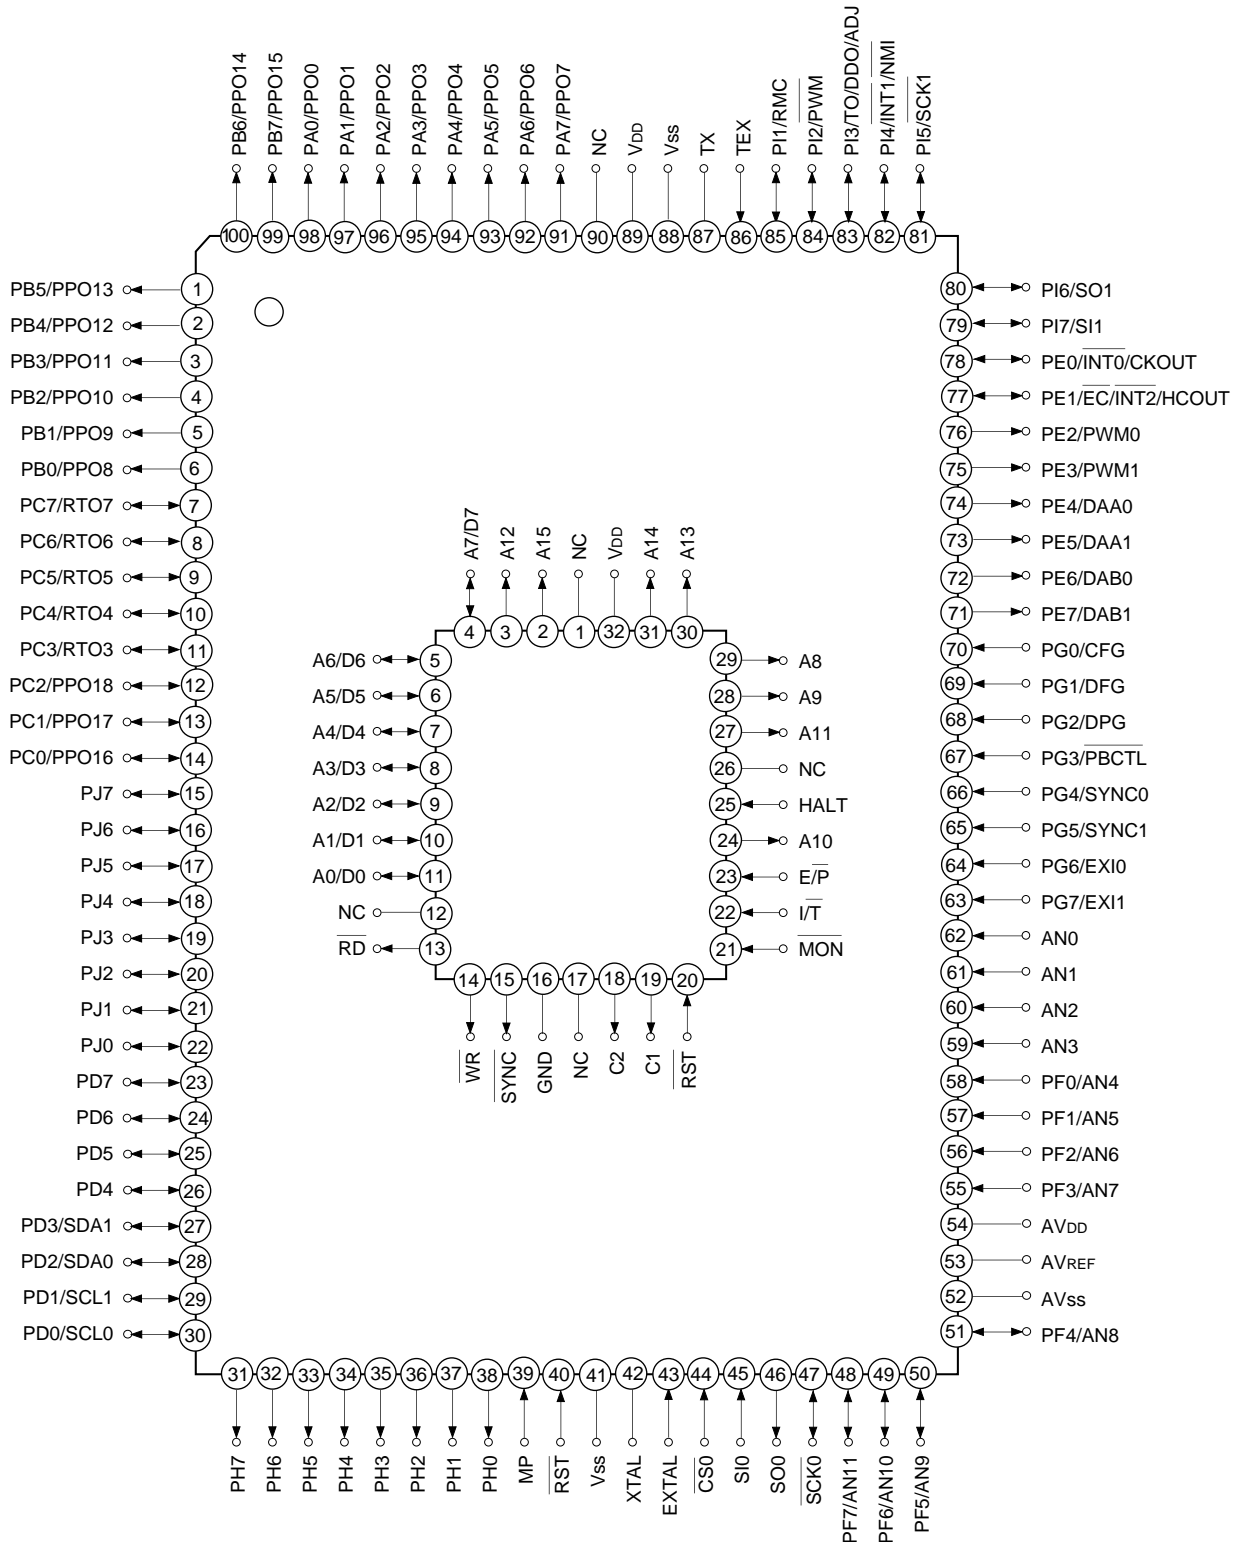 PB6/PPO14
PB7/PPO15
PA0/PPO0
PA1/PPO1
PA2/PPO2
PA3/PPO3
PA4/PPO4
PA5/PPO5
PA6/PPO6
PA7/PPO7
NC
VDD
Vss
TX
TEX
PI1/RMC
PI2/PWM
PI3/TO/DDO/ADJ
PI4/INT1/NMI
PI5/SCK1
100 99 98 97 96 95 94 93 92 91 90 89 88 87 86 85 84 83 82 81
PB5/PPO13 1
PB4/PPO12 2
PB3/PPO11 3
PB2/PPO10 4
PB1/PPO9 5
PB0/PPO8 6
PC7/RTO7 7
PC6/RTO6 8
PC5/RTO5 9
PC4/RTO4 10
PC3/RTO3 11
PC2/PPO18 12
PC1/PPO17 13
PC0/PPO16 14
PJ7 15
PJ6 16
PJ5 17
PJ4 18
PJ3 19
PJ2 20
PJ1 21
PJ0 22
PD7 23
PD6 24
PD5 25
PD4 26
PD3/SDA1 27
PD2/SDA0 28
PD1/SCL1 29
PD0/SCL0 30
A7/D7
A12
A15
NC
VDD
A14
A13
4 3 2 1 32 31 30
A6/D6 5
A5/D5 6
A4/D4 7
A3/D3 8
A2/D2 9
A1/D1 10
A0/D0 11
NC 12
RD 13
29 A8
28 A9
27 A11
26 NC
25 HALT
24 A10
23 E/P
22 I/T
21 MON
14 15 16 17 18 19 20
WR
SYNC
GND
NC
C2
C1
RST
80 PI6/SO1
79 PI7/SI1
78 PE0/INT0/CKOUT
77 PE1/EC/INT2/HCOUT
76 PE2/PWM0
75 PE3/PWM1
74 PE4/DAA0
73 PE5/DAA1
72 PE6/DAB0
71 PE7/DAB1
70 PG0/CFG
69 PG1/DFG
68 PG2/DPG
67 PG3/PBCTL
66 PG4/SYNC0
65 PG5/SYNC1
64 PG6/EXI0
63 PG7/EXI1
62 AN0
61 AN1
60 AN2
59 AN3
58 PF0/AN4
57 PF1/AN5
56 PF2/AN6
55 PF3/AN7
54 AVDD
53 AVREF
52 AVss
51 PF4/AN8
31 32 33 34 35 36 37 38 39 40 41 42 43 44 45 46 47 48 49 50
PH7
PH6
PH5
PH4
PH3
PH2
PH1
PH0
MP
RST
Vss
XTAL
EXTAL
CS0
SI0
SO0
SCK0
PF7/AN11
PF6/AN10
PF5/AN9